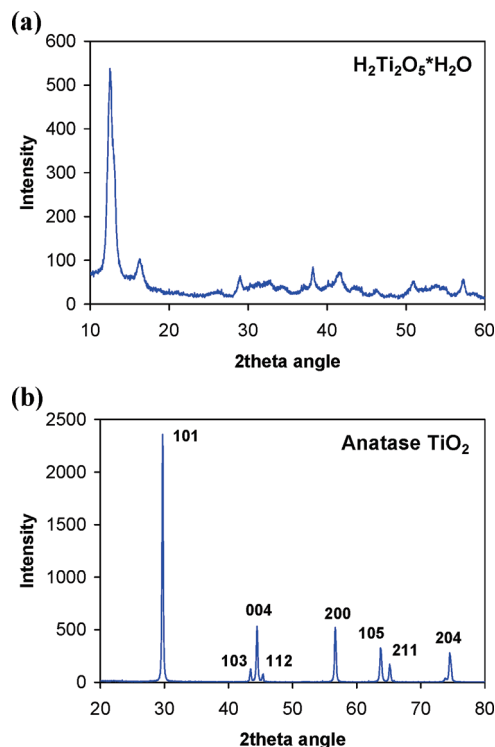 (a)
600
H₂Ti₂O₅*H₂O
500
400
300
200
100
0
Intensity
10 20 30 40 50 60
2theta angle
(b)
2500
101
Anatase TiO₂
2000
1500
1000
500
0
Intensity
004
200
103
112
105
211
204
20 30 40 50 60 70 80
2theta angle